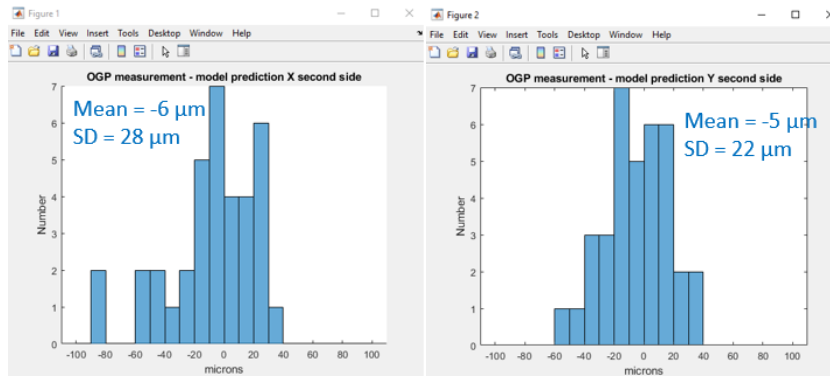 Figure 1
File Edit View Insert Tools Desktop Window Help
OGP measurement - model prediction X second side
Mean = -6 μm
SD = 28 μm
7
6
5
4
3
2
1
0
Number
-100 -80 -60 -40 -20 0 20 40 60 80 100
microns
Figure 2
File Edit View Insert Tools Desktop Window Help
OGP measurement - model prediction Y second side
Mean = -5 μm
SD = 22 μm
7
6
5
4
3
2
1
0
Number
-100 -80 -60 -40 -20 0 20 40 60 80 100
microns